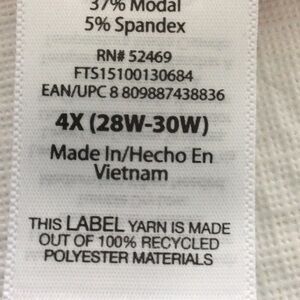 37% Modal
5% Spandex
RN# 52469
FTS15100130684
EAN/UPC 8 809887438836
4X (28W-30W)
Made In/Hecho En
Vietnam
THIS LABEL YARN IS MADE
OUT OF 100% RECYCLED
POLYESTER MATERIALS